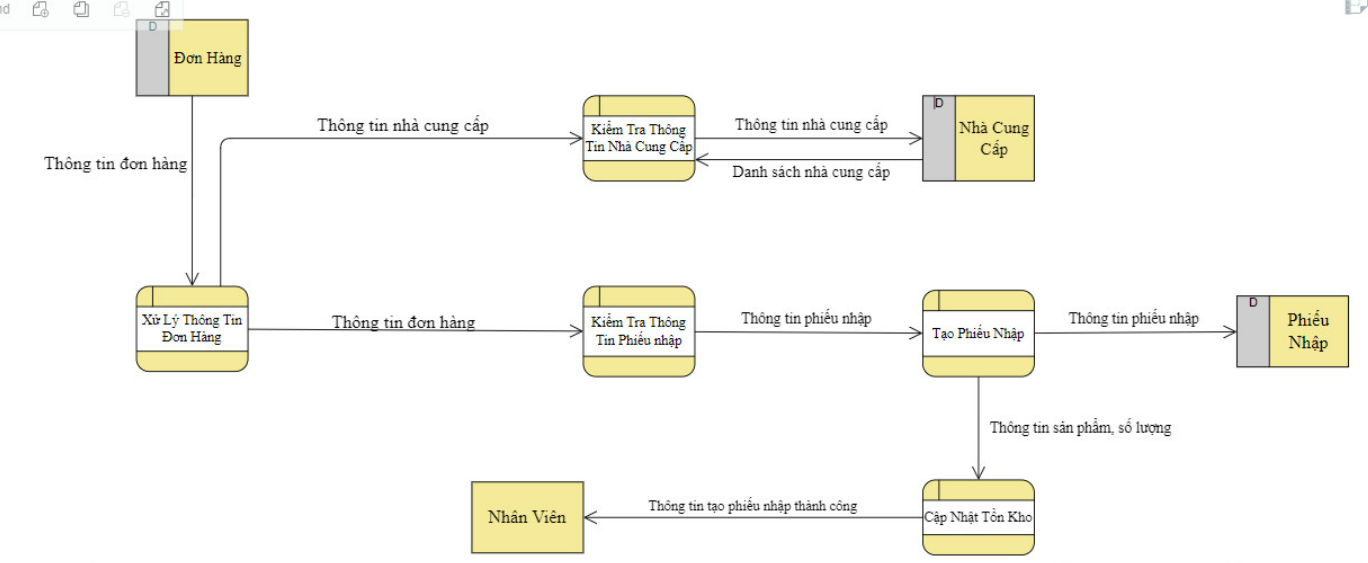 nd
D
Đơn Hàng
Thông tin đơn hàng
Thông tin nhà cung cấp
Kiểm Tra Thông
Tin Nhà Cung Cấp
Thông tin nhà cung cấp
Danh sách nhà cung cấp
D
Nhà Cung
Cấp
Xử Lý Thông Tin
Đơn Hàng
Thông tin đơn hàng
Kiểm Tra Thông
Tin Phiếu nhập
Thông tin phiếu nhập
Tạo Phiếu Nhập
Thông tin phiếu nhập
D
Phiếu
Nhập
Thông tin sản phẩm, số lượng
Nhân Viên
Thông tin tạo phiếu nhập thành công
Cập Nhật Tồn Kho